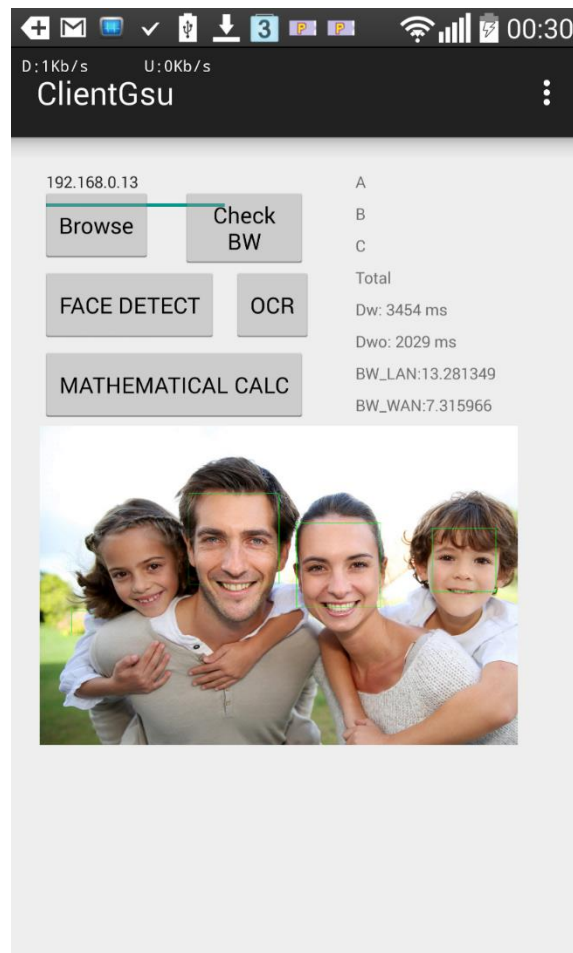 3 P P 00:30
D:1Kb/s U:0Kb/s
ClientGsu
192.168.0.13
Browse
Check
BW
FACE DETECT
OCR
MATHEMATICAL CALC
A
B
C
Total
Dw: 3454 ms
Dwo: 2029 ms
BW_LAN:13.281349
BW_WAN:7.315966